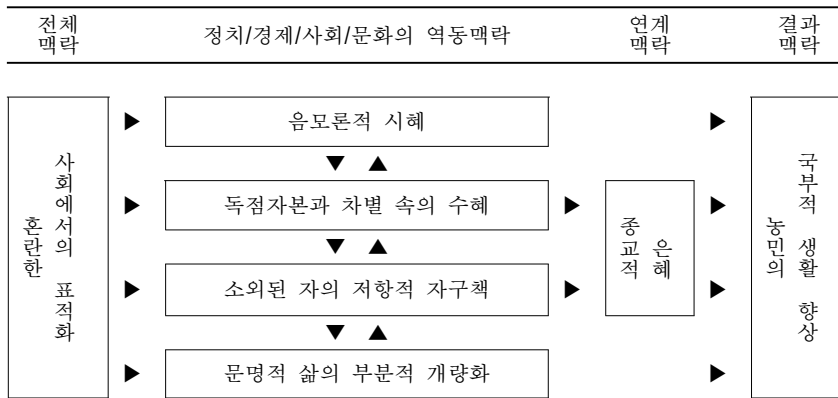 전체
맥락
정치/경제/사회/문화의 역동맥락
연계
맥락
결과
맥락
혼란한
사회에서의 표적화
음모론적 시혜
▼ ▲
독점자본과 차별 속의 수혜
▼ ▲
소외된 자의 저항적 자구책
▼ ▲
문명적 삶의 부분적 개량화
종교적
은혜
농민의
국부적 생활 향상